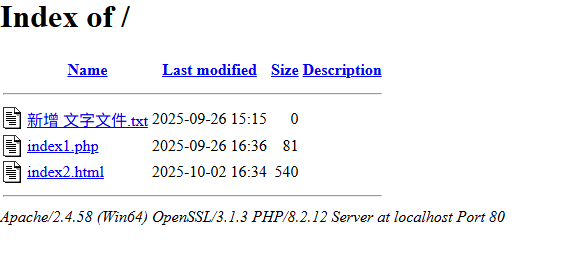 Index of /
Name Last modified Size Description
新增 文字文件.txt 2025-09-26 15:15 0
index1.php 2025-09-26 16:36 81
index2.html 2025-10-02 16:34 540
Apache/2.4.58 (Win64) OpenSSL/3.1.3 PHP/8.2.12 Server at localhost Port 80